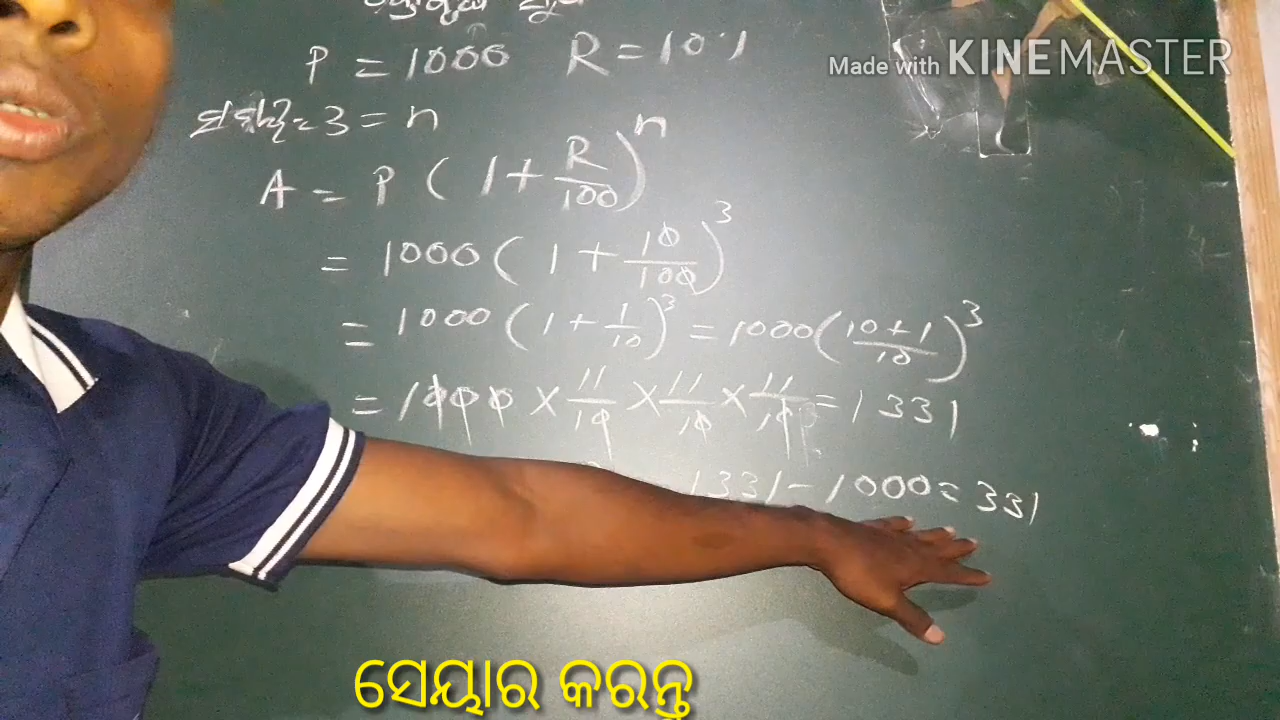 P = 1000 R = 10%
Made with KINEMASTER
= 3 = n
A = P ( 1 + R/100 )^n
= 1000 ( 1 + 10/100 )^3
= 1000 ( 1 + 1/10 )^3 = 1000 ( 10 + 1/10 )^3
= 1000 × 11/10 × 11/10 × 11/10 = 1331
1331 - 1000 = 331
ସେୟାର କରନ୍ତୁ